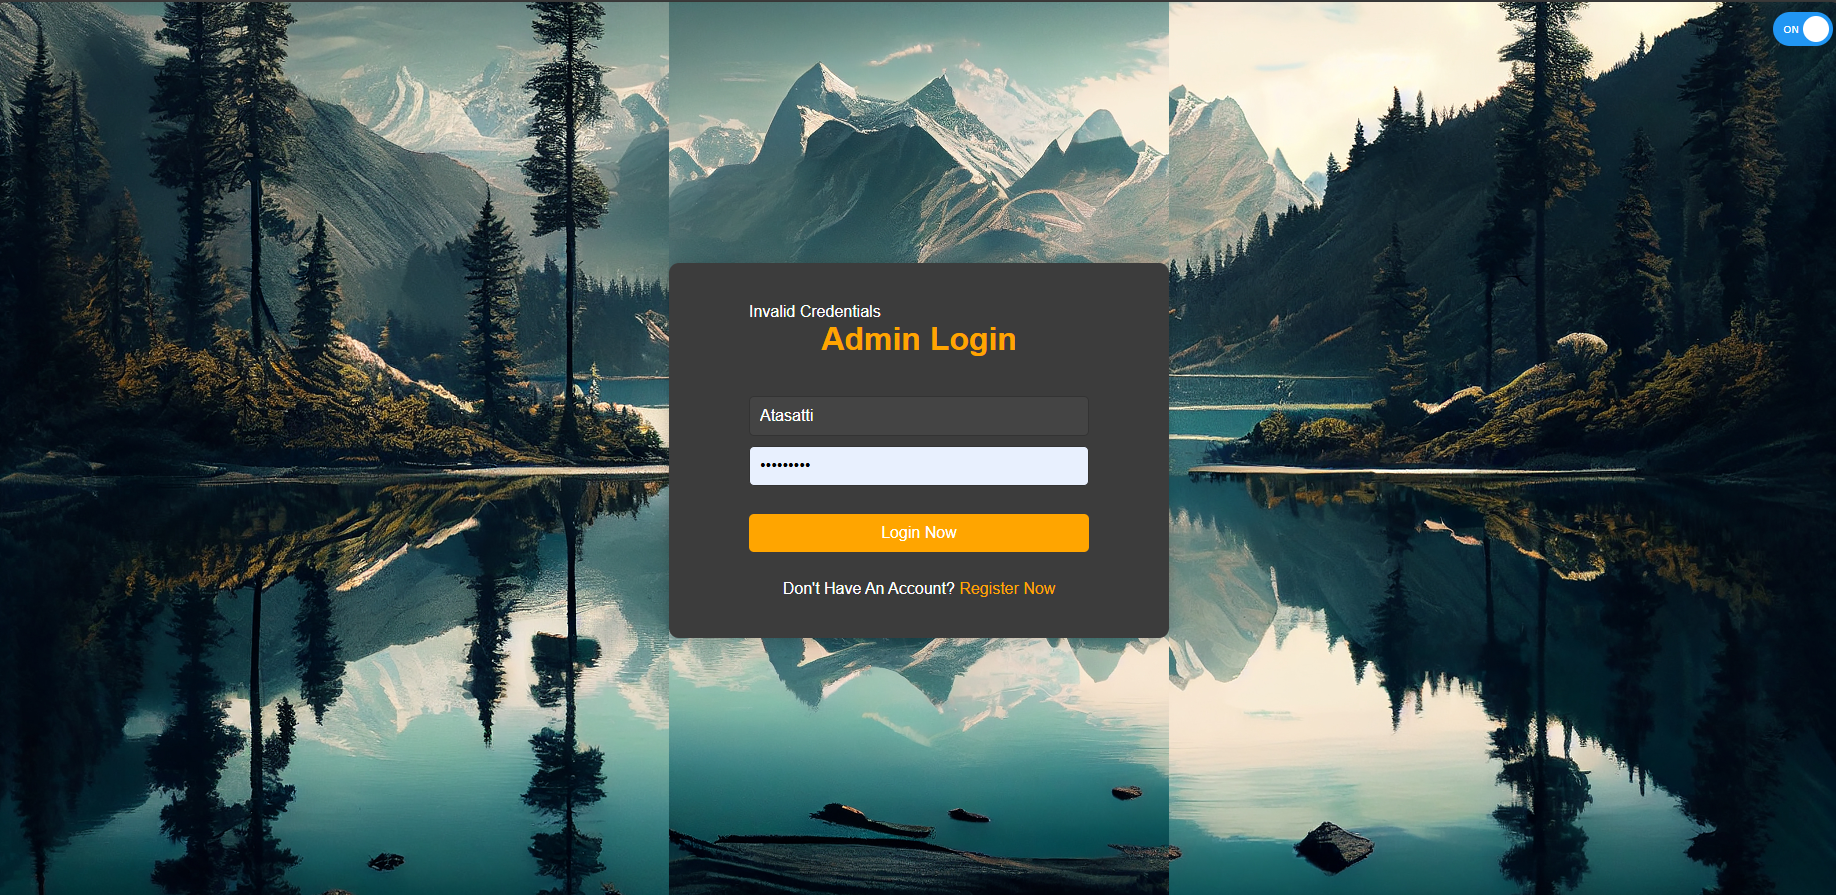 ON
Invalid Credentials
Admin Login
Atasatti
•••••••••
Login Now
Don't Have An Account? Register Now